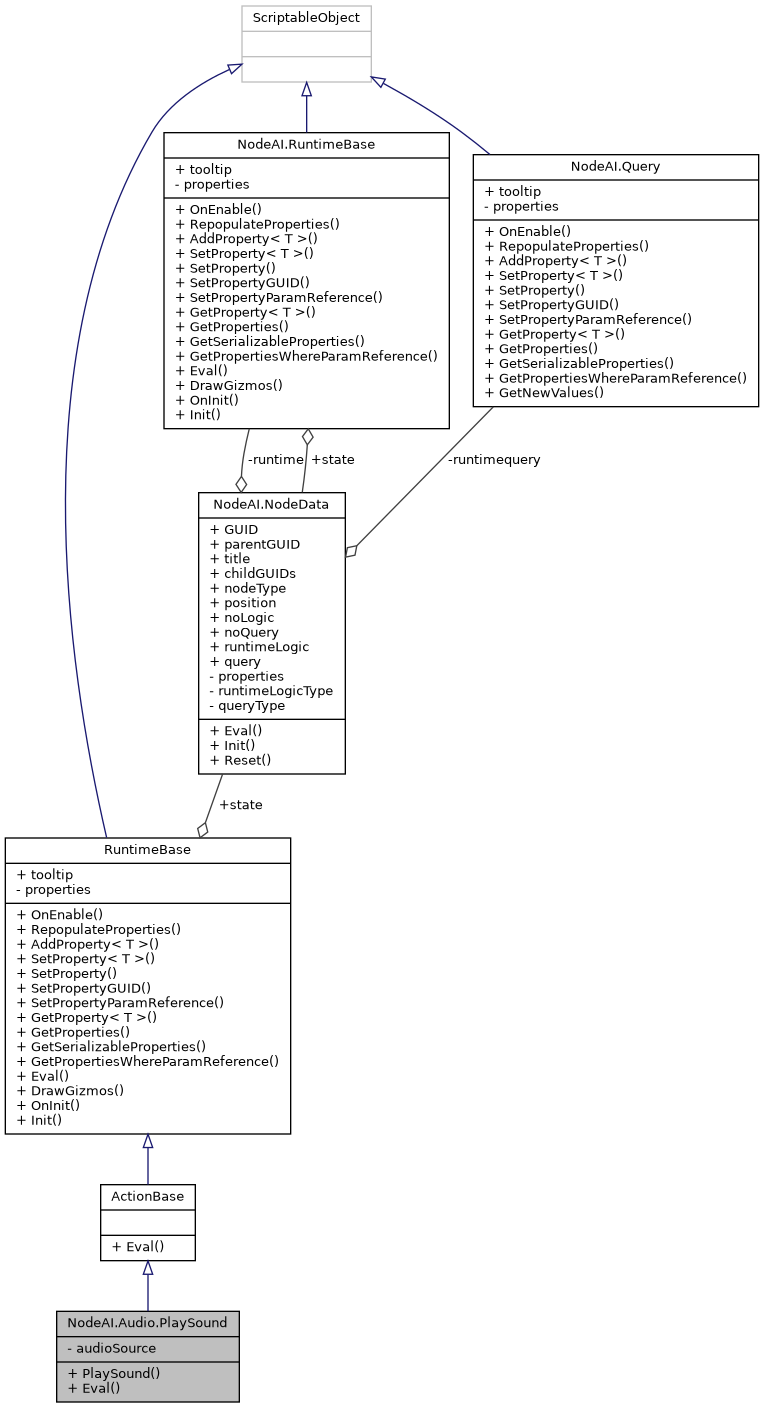 ScriptableObject
NodeAI.RuntimeBase
+ tooltip
- properties
+ OnEnable()
+ RepopulateProperties()
+ AddProperty< T >()
+ SetProperty< T >()
+ SetProperty()
+ SetPropertyGUID()
+ SetPropertyParamReference()
+ GetProperty< T >()
+ GetProperties()
+ GetSerializableProperties()
+ GetPropertiesWhereParamReference()
+ Eval()
+ DrawGizmos()
+ OnInit()
+ Init()
NodeAI.Query
+ tooltip
- properties
+ OnEnable()
+ RepopulateProperties()
+ AddProperty< T >()
+ SetProperty< T >()
+ SetProperty()
+ SetPropertyGUID()
+ SetPropertyParamReference()
+ GetProperty< T >()
+ GetProperties()
+ GetSerializableProperties()
+ GetPropertiesWhereParamReference()
+ GetNewValues()
-runtime
+state
-runtimequery
NodeAI.NodeData
+ GUID
+ parentGUID
+ title
+ childGUIDs
+ nodeType
+ position
+ noLogic
+ noQuery
+ runtimeLogic
+ query
- properties
- runtimeLogicType
- queryType
+ Eval()
+ Init()
+ Reset()
+state
RuntimeBase
+ tooltip
- properties
+ OnEnable()
+ RepopulateProperties()
+ AddProperty< T >()
+ SetProperty< T >()
+ SetProperty()
+ SetPropertyGUID()
+ SetPropertyParamReference()
+ GetProperty< T >()
+ GetProperties()
+ GetSerializableProperties()
+ GetPropertiesWhereParamReference()
+ Eval()
+ DrawGizmos()
+ OnInit()
+ Init()
ActionBase
+ Eval()
NodeAI.Audio.PlaySound
- audioSource
+ PlaySound()
+ Eval()